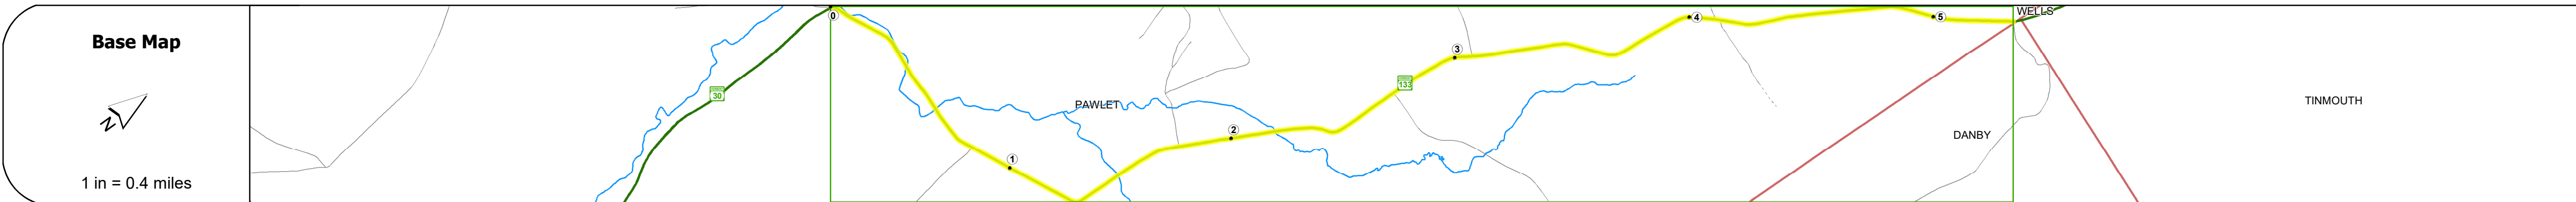 Base Map
N
1 in = 0.4 miles
30
0
1
PAWLET
2
133
3
4
5
WELLS
DANBY
TINMOUTH